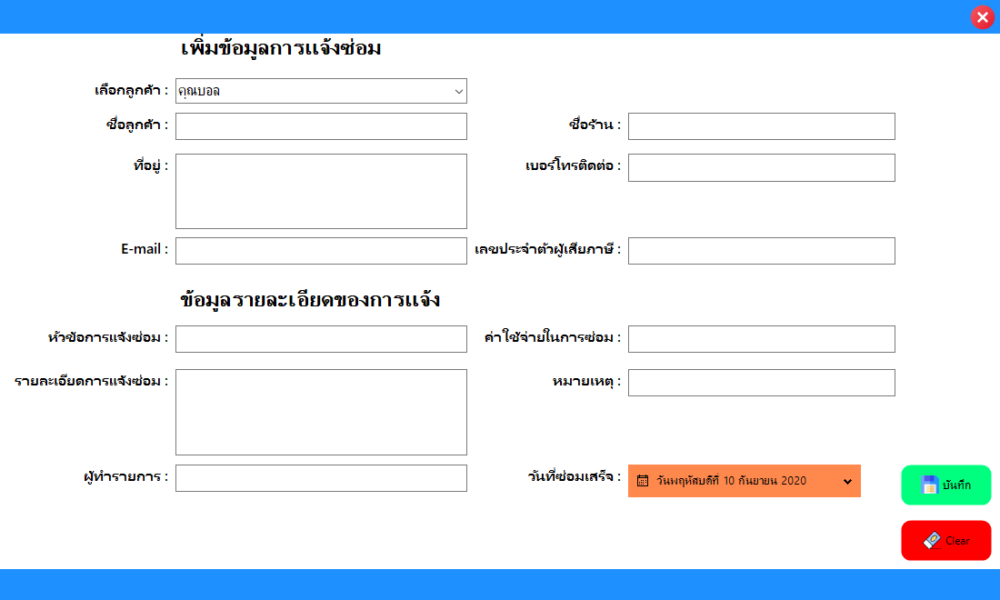 เพิ่มข้อมูลการแจ้งซ่อม
เลือกลูกค้า : คุณบอล
ชื่อลูกค้า : ชื่อร้าน :
ที่อยู่ : เบอร์โทรติดต่อ :
E-mail : เลขประจำตัวผู้เสียภาษี :
ข้อมูลรายละเอียดของการแจ้ง
หัวข้อการแจ้งซ่อม : ค่าใช้จ่ายในการซ่อม :
รายละเอียดการแจ้งซ่อม : หมายเหตุ :
ผู้ทำรายการ : วันที่ซ่อมเสร็จ : วันพฤหัสบดีที่ 10 กันยายน 2020 บันทึก
Clear